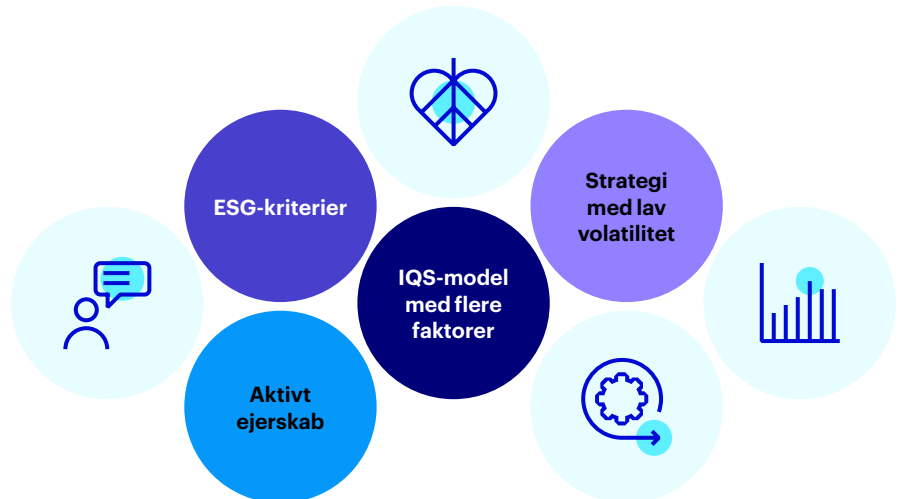 ESG-kriterier
Strategi
med lav
volatilitet
IQS-model
med flere
faktorer
Aktivt
ejerskab